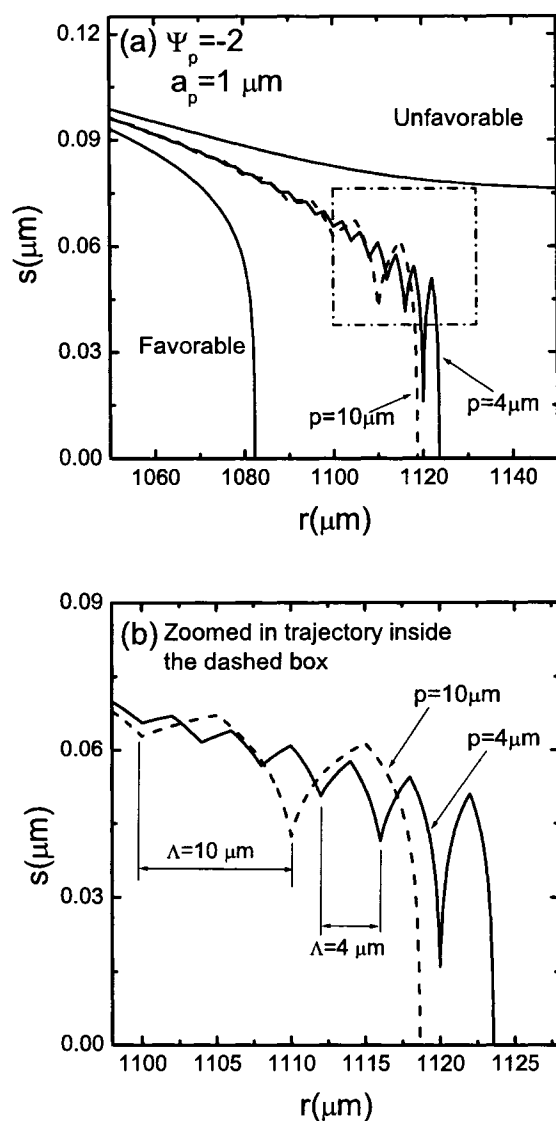 (a) Ψp=-2
ap=1 μm
Unfavorable
Favorable
p=10μm
p=4μm
s(μm)
0.12
0.09
0.06
0.03
0.00
1060 1080 1100 1120 1140
r(μm)
(b) Zoomed in trajectory inside
the dashed box
p=10μm
p=4μm
Λ=10 μm
Λ=4 μm
s(μm)
0.09
0.06
0.03
0.00
1100 1105 1110 1115 1120 1125
r(μm)